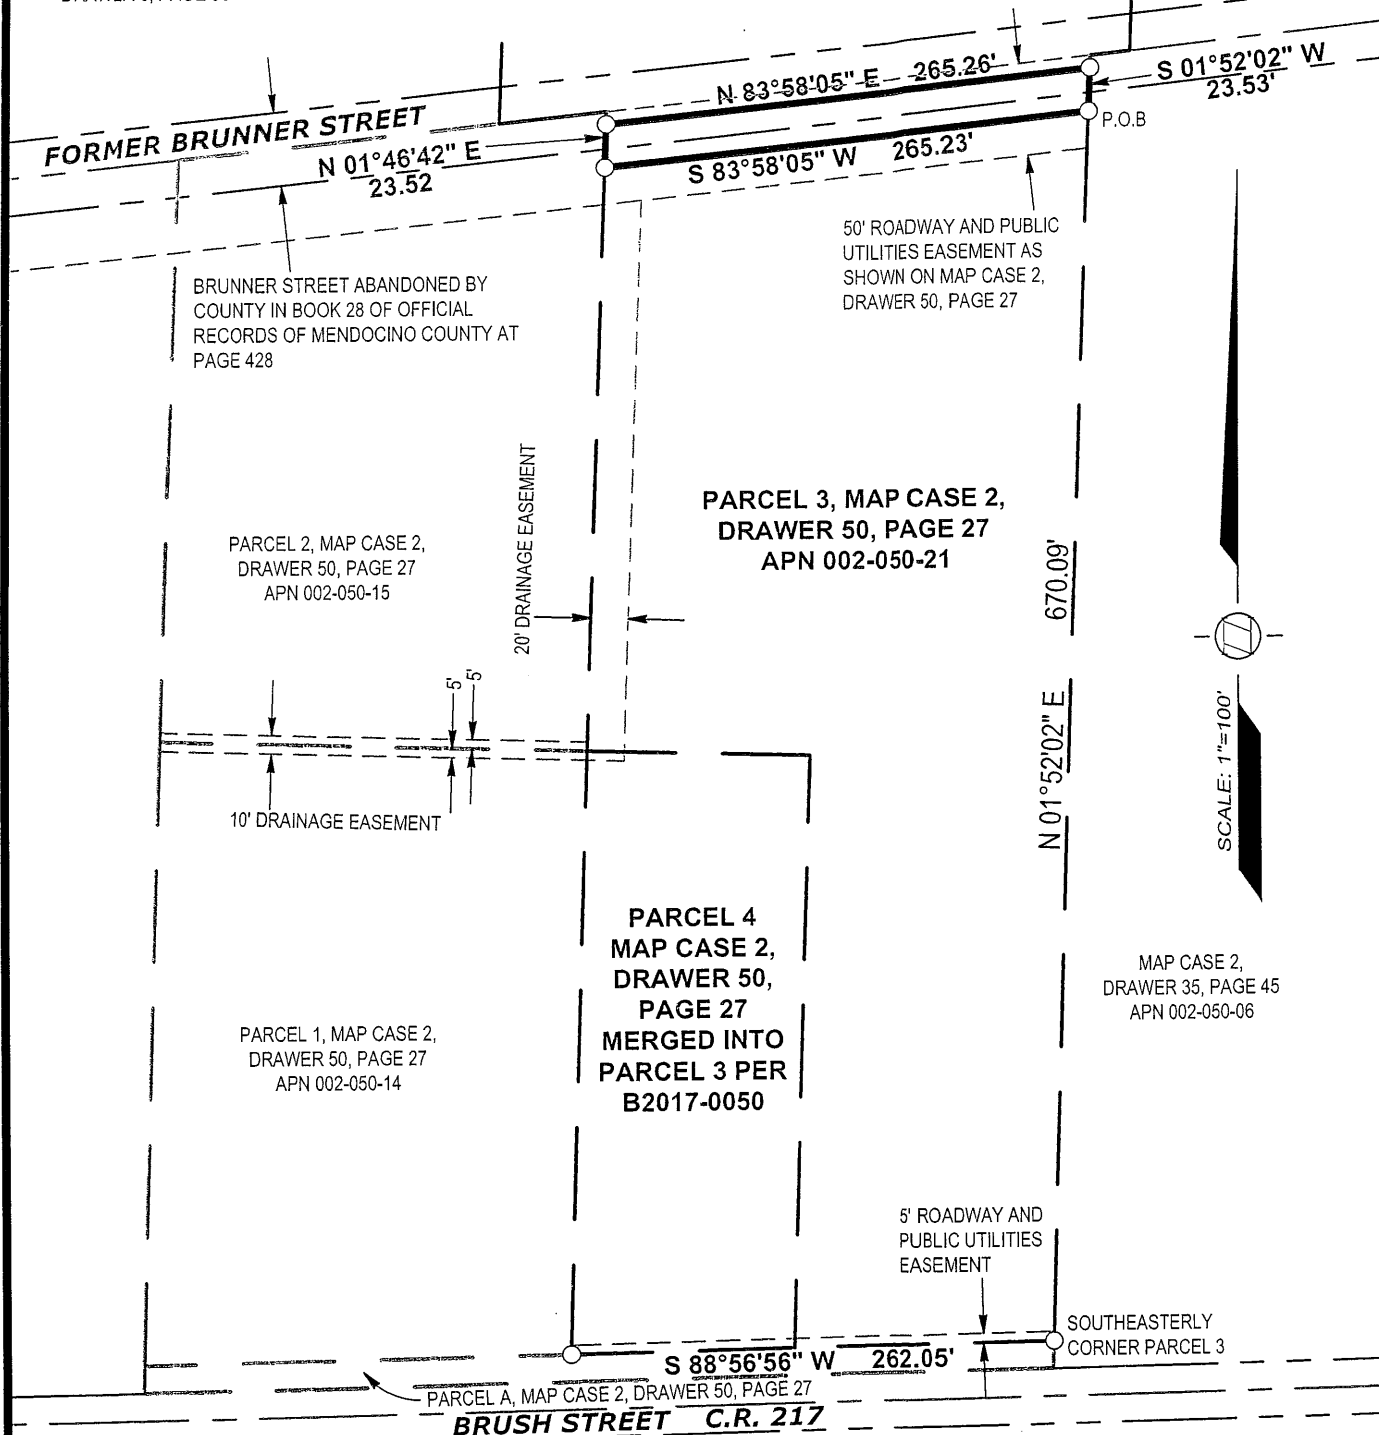 N 83°58'05" E 265.26'
S 01°52'02" W
23.53'
P.O.B
FORMER BRUNNER STREET
N 01°46'42" E
23.52
S 83°58'05" W 265.23'
50' ROADWAY AND PUBLIC
UTILITIES EASEMENT AS
SHOWN ON MAP CASE 2,
DRAWER 50, PAGE 27
BRUNNER STREET ABANDONED BY
COUNTY IN BOOK 28 OF OFFICIAL
RECORDS OF MENDOCINO COUNTY AT
PAGE 428
20' DRAINAGE EASEMENT
PARCEL 3, MAP CASE 2,
DRAWER 50, PAGE 27
APN 002-050-21
PARCEL 2, MAP CASE 2,
DRAWER 50, PAGE 27
APN 002-050-15
N 01°52'02" E 670.09'
SCALE: 1"=100'
5'
5'
10' DRAINAGE EASEMENT
PARCEL 4
MAP CASE 2,
DRAWER 50,
PAGE 27
MERGED INTO
PARCEL 3 PER
B2017-0050
MAP CASE 2,
DRAWER 35, PAGE 45
APN 002-050-06
PARCEL 1, MAP CASE 2,
DRAWER 50, PAGE 27
APN 002-050-14
5' ROADWAY AND
PUBLIC UTILITIES
EASEMENT
SOUTHEASTERLY
CORNER PARCEL 3
S 88°56'56" W 262.05'
PARCEL A, MAP CASE 2, DRAWER 50, PAGE 27
BRUSH STREET C.R. 217